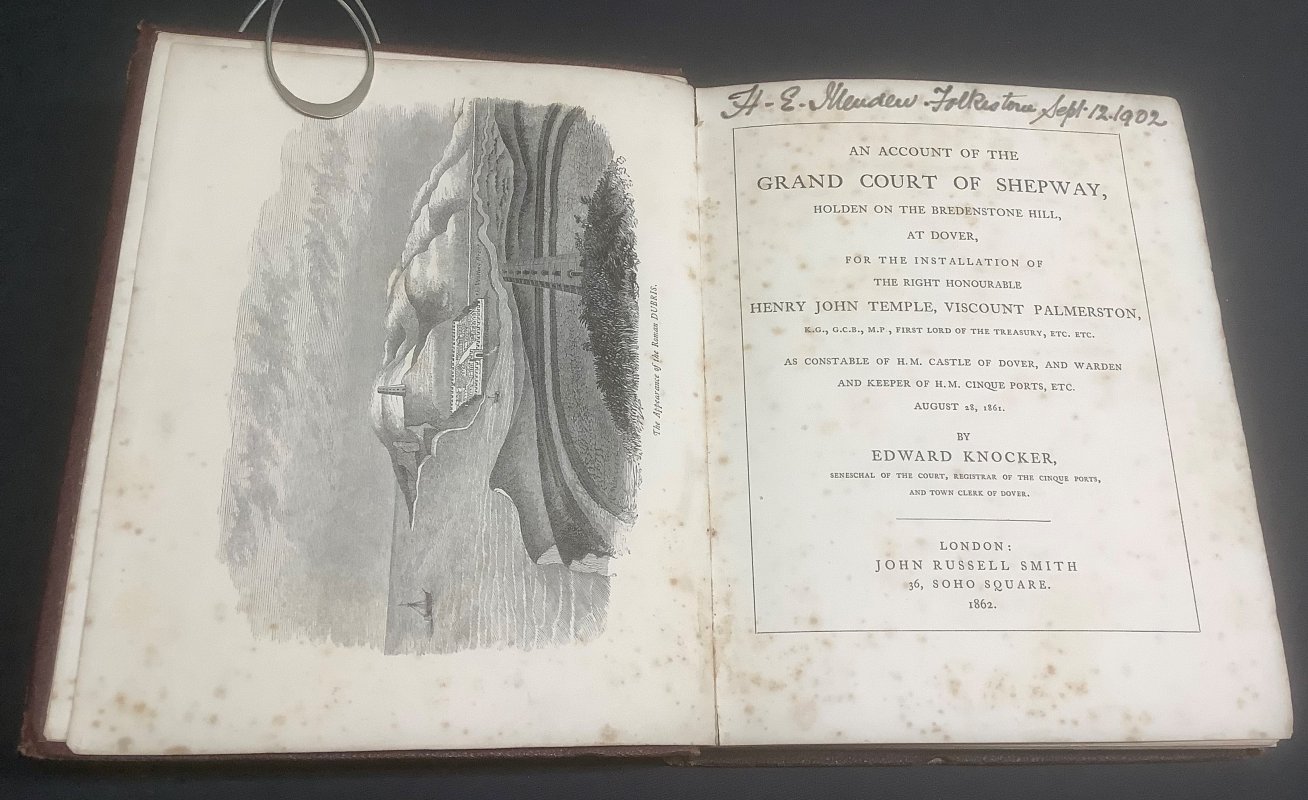 The Appearance of the Roman DUBRIS.
H-E. Folkestone Sept. 12. 1902
AN ACCOUNT OF THE
GRAND COURT OF SHEPWAY,
HOLDEN ON THE BREDENSTONE HILL,
AT DOVER,
FOR THE INSTALLATION OF
THE RIGHT HONOURABLE
HENRY JOHN TEMPLE, VISCOUNT PALMERSTON,
K.G., G.C.B., M.P., FIRST LORD OF THE TREASURY, ETC. ETC.
AS CONSTABLE OF H.M. CASTLE OF DOVER, AND WARDEN
AND KEEPER OF H.M. CINQUE PORTS, ETC.
AUGUST 28, 1861.
BY
EDWARD KNOCKER,
SENESCHAL OF THE COURT, REGISTRAR OF THE CINQUE PORTS,
AND TOWN CLERK OF DOVER.
LONDON:
JOHN RUSSELL SMITH
36, SOHO SQUARE.
1862.